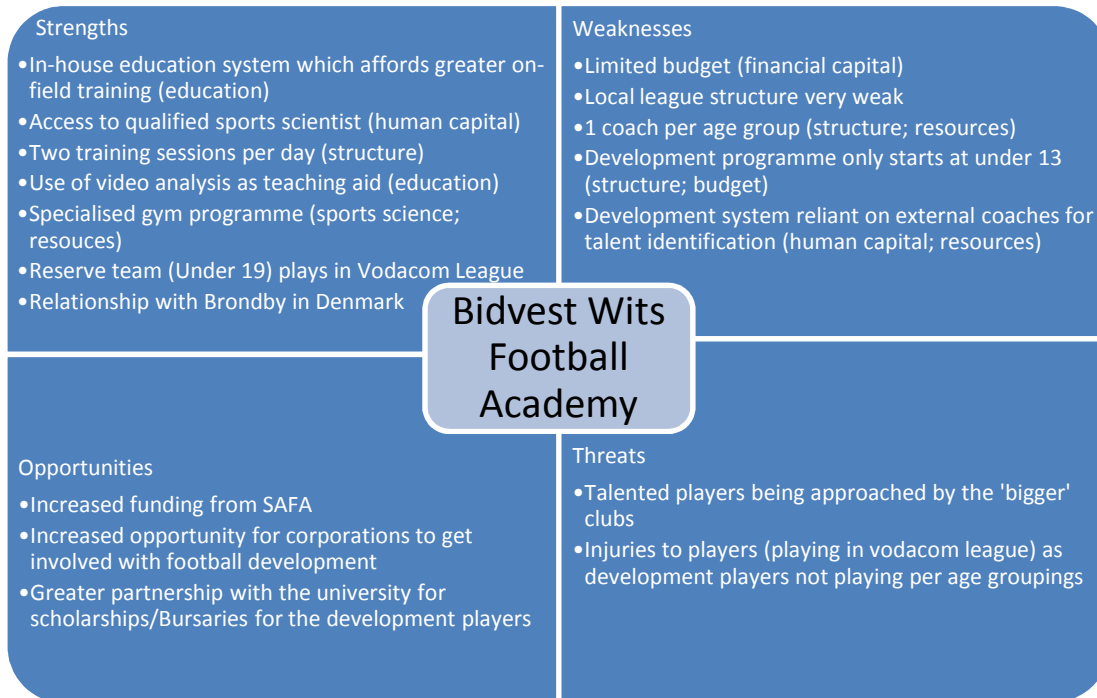 Strengths
•In-house education system which affords greater on-
field training (education)
•Access to qualified sports scientist (human capital)
•Two training sessions per day (structure)
•Use of video analysis as teaching aid (education)
•Specialised gym programme (sports science;
resouces)
•Reserve team (Under 19) plays in Vodacom League
•Relationship with Brondby in Denmark
Weaknesses
•Limited budget (financial capital)
•Local league structure very weak
•1 coach per age group (structure; resources)
•Development programme only starts at under 13
(structure; budget)
•Development system reliant on external coaches for
talent identification (human capital; resources)
Bidvest Wits
Football
Academy
Opportunities
•Increased funding from SAFA
•Increased opportunity for corporations to get
involved with football development
•Greater partnership with the university for
scholarships/Bursaries for the development players
Threats
•Talented players being approached by the 'bigger'
clubs
•Injuries to players (playing in vodacom league) as
development players not playing per age groupings